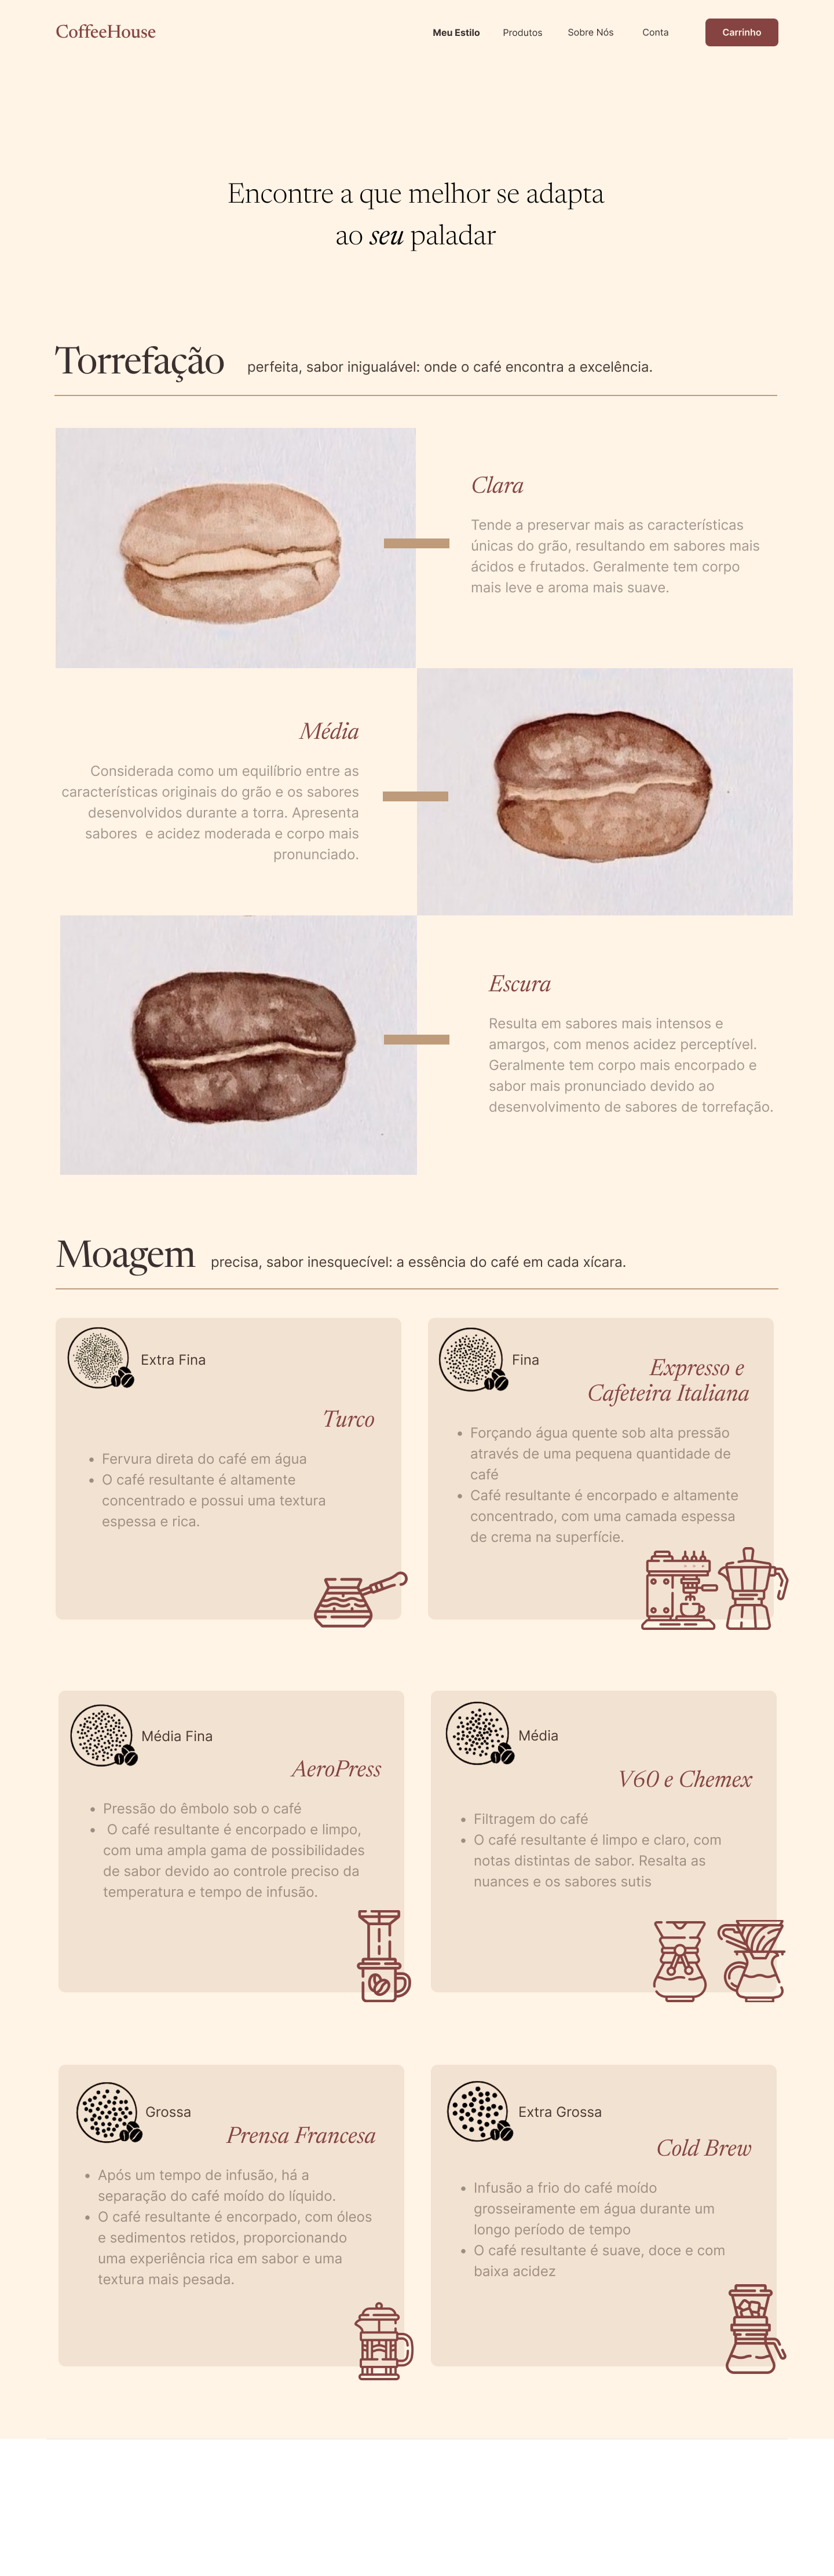 CoffeeHouse
Meu Estilo
Produtos
Sobre Nós
Conta
Carrinho
Encontre a que melhor se adapta
ao seu paladar
Torrefação
perfeita, sabor inigualável: onde o café encontra a excelência.
Clara
Tende a preservar mais as características
únicas do grão, resultando em sabores mais
ácidos e frutados. Geralmente tem corpo
mais leve e aroma mais suave.
Média
Considerada como um equilíbrio entre as
características originais do grão e os sabores
desenvolvidos durante a torra. Apresenta
sabores  e acidez moderada e corpo mais
pronunciado.
Escura
Resulta em sabores mais intensos e
amargos, com menos acidez perceptível.
Geralmente tem corpo mais encorpado e
sabor mais pronunciado devido ao
desenvolvimento de sabores de torrefação.
Moagem
precisa, sabor inesquecível: a essência do café em cada xícara.
Extra Fina
Turco
• Fervura direta do café em água
• O café resultante é altamente
concentrado e possui uma textura
espessa e rica.
Fina
Expresso e
Cafeteira Italiana
• Forçando água quente sob alta pressão
através de uma pequena quantidade de
café
• Café resultante é encorpado e altamente
concentrado, com uma camada espessa
de crema na superfície.
Média Fina
AeroPress
• Pressão do êmbolo sob o café
• O café resultante é encorpado e limpo,
com uma ampla gama de possibilidades
de sabor devido ao controle preciso da
temperatura e tempo de infusão.
Média
V60 e Chemex
• Filtragem do café
• O café resultante é limpo e claro, com
notas distintas de sabor. Resalta as
nuances e os sabores sutis
Grossa
Prensa Francesa
• Após um tempo de infusão, há a
separação do café moído do líquido.
• O café resultante é encorpado, com óleos
e sedimentos retidos, proporcionando
uma experiência rica em sabor e uma
textura mais pesada.
Extra Grossa
Cold Brew
• Infusão a frio do café moído
grosseiramente em água durante um
longo período de tempo
• O café resultante é suave, doce e com
baixa acidez